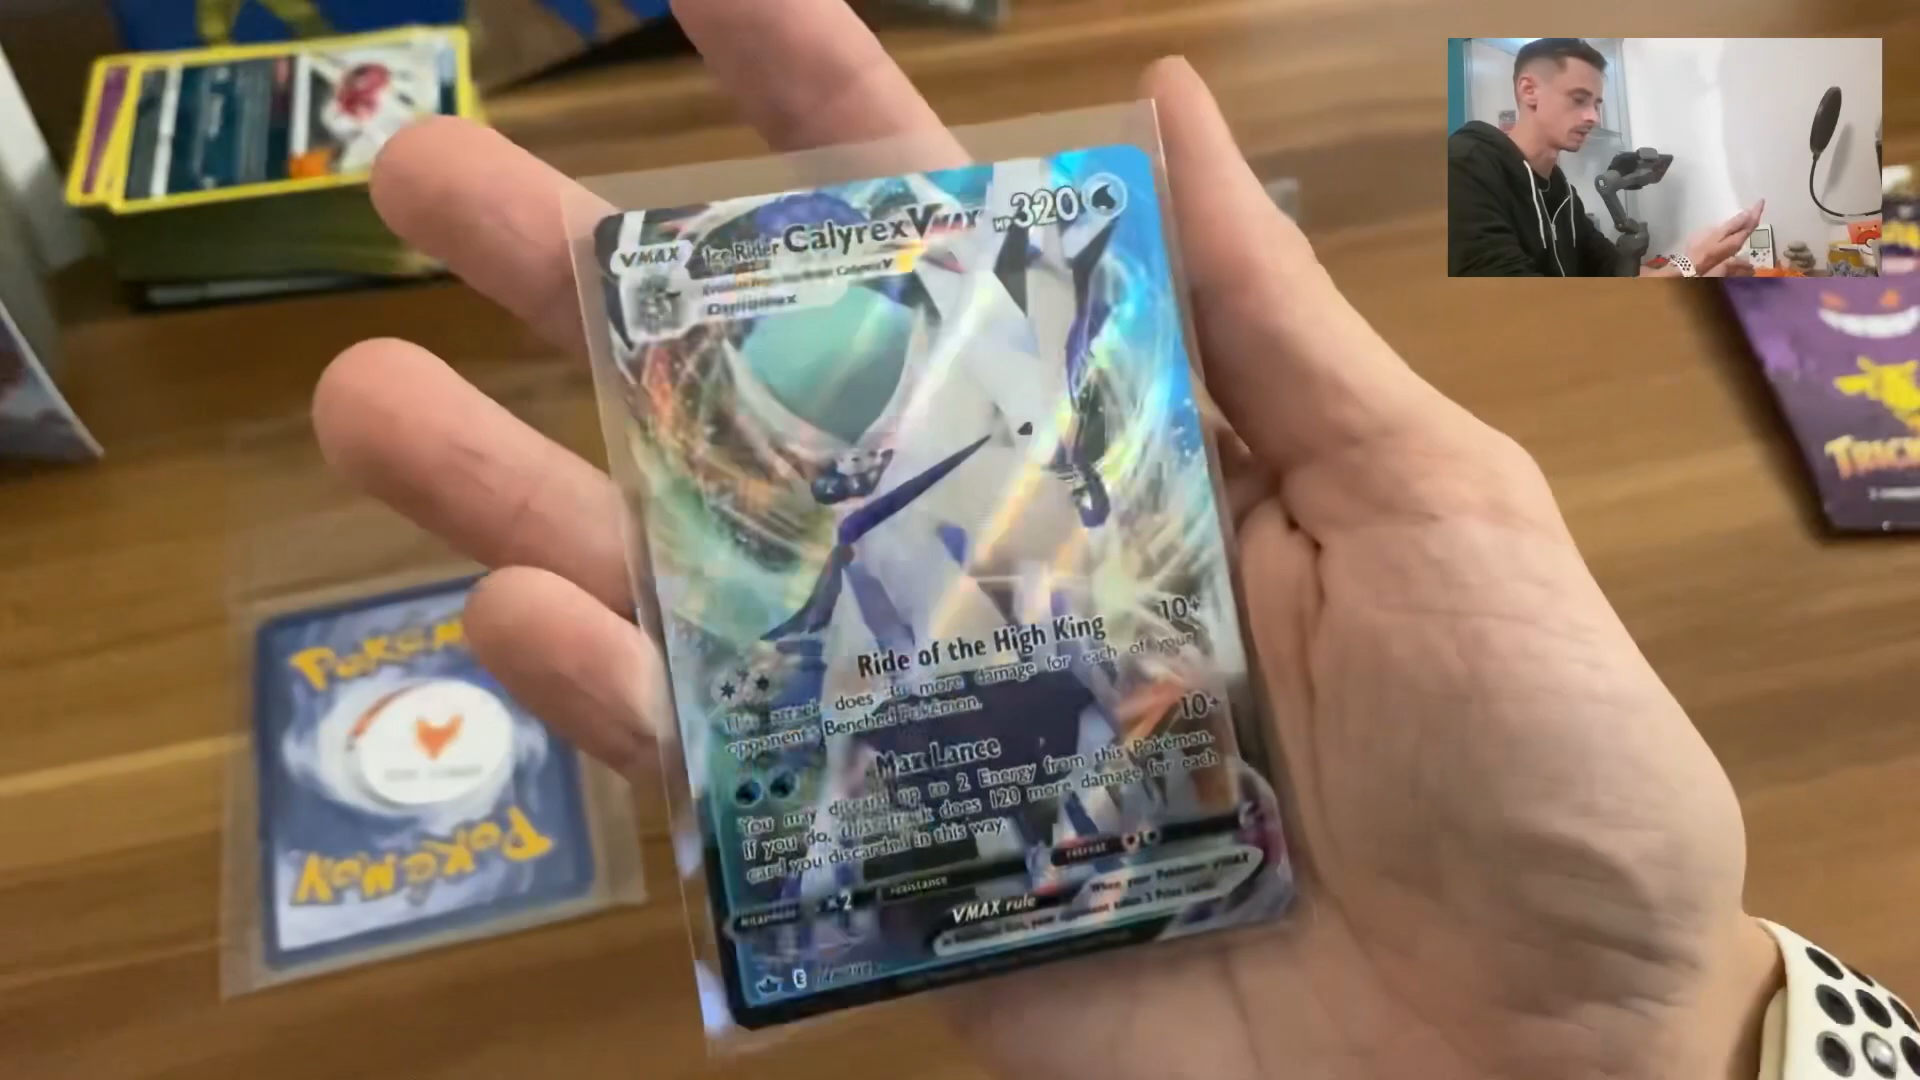 VMAX Ice Rider Calyrex VMAX HP 320
Ride of the High King 10+
This attack does 10 more damage for each of your
opponent's Benched Pokémon.
Max Lance 10+
You may discard up to 2 Energy from this Pokémon.
If you do, this attack does 120 more damage for each
card you discarded in this way.
x2 resistance
retreat
VMAX rule When your Pokémon VMAX
E
POKéMON
POKéMON
TRICK